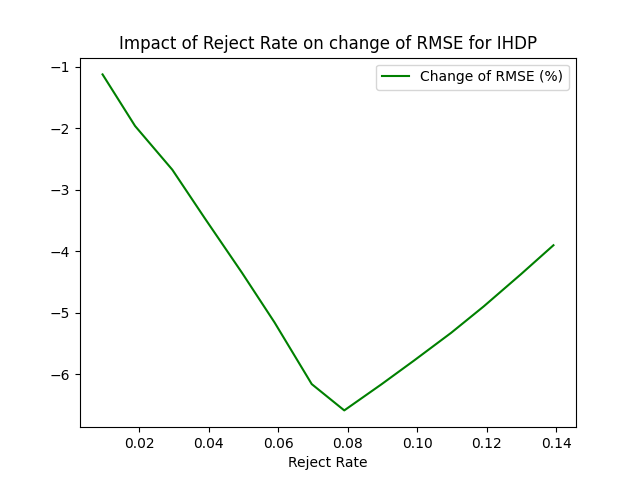 Impact of Reject Rate on change of RMSE for IHDP
Change of RMSE (%)
−1
−2
−3
−4
−5
−6
0.02 0.04 0.06 0.08 0.10 0.12 0.14
Reject Rate